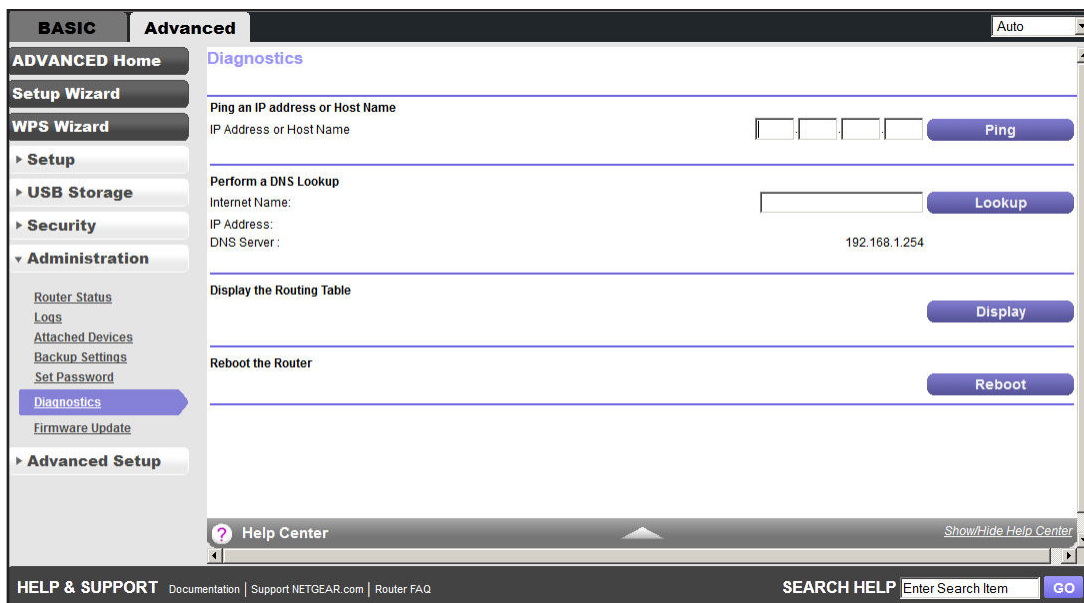 BASIC Advanced Auto
ADVANCED Home
Setup Wizard
WPS Wizard
Setup
USB Storage
Security
Administration
Router Status
Logs
Attached Devices
Backup Settings
Set Password
Diagnostics
Firmware Update
Advanced Setup
Diagnostics
Ping an IP address or Host Name
IP Address or Host Name . . . Ping
Perform a DNS Lookup
Internet Name: Lookup
IP Address:
DNS Server : 192.168.1.254
Display the Routing Table
Display
Reboot the Router
Reboot
? Help Center Show/Hide Help Center
HELP & SUPPORT Documentation | Support NETGEAR.com | Router FAQ SEARCH HELP Enter Search Item GO